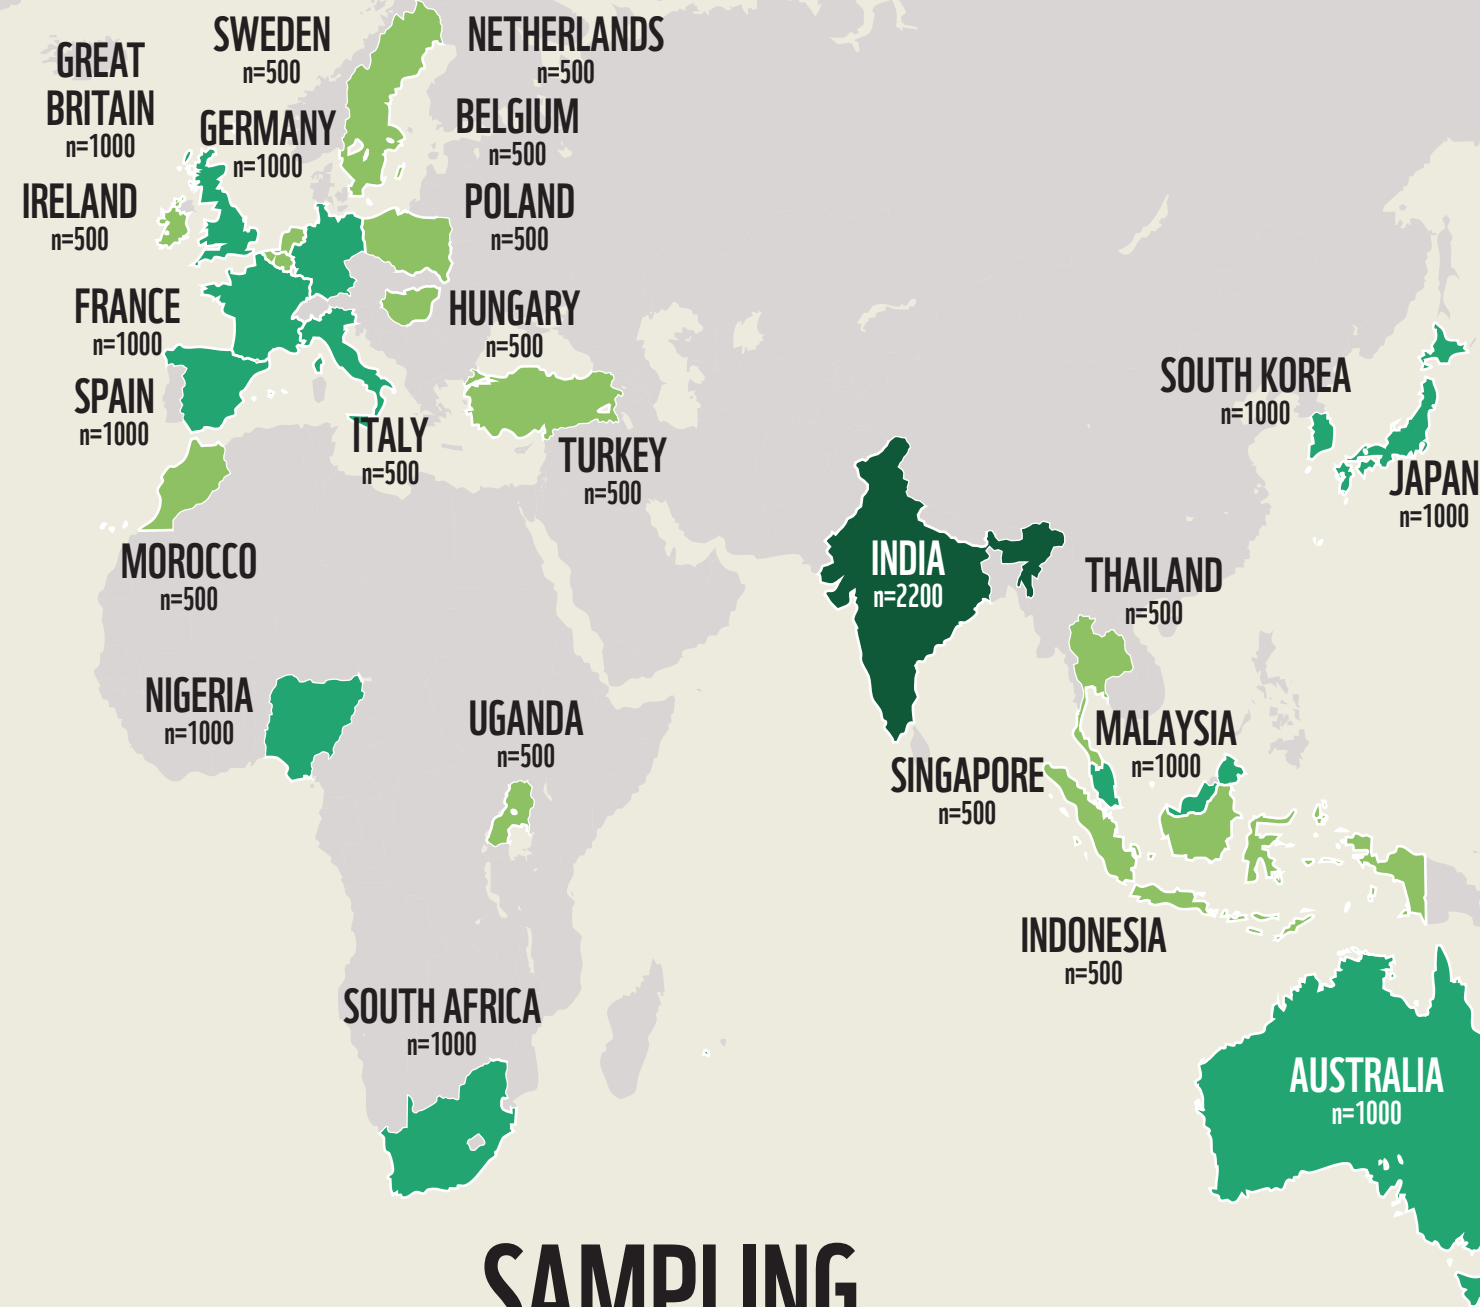 SWEDEN
n=500
NETHERLANDS
n=500
GREAT
BRITAIN
n=1000
GERMANY
n=1000
BELGIUM
n=500
IRELAND
n=500
POLAND
n=500
FRANCE
n=1000
HUNGARY
n=500
SPAIN
n=1000
ITALY
n=500
TURKEY
n=500
SOUTH KOREA
n=1000
JAPAN
n=1000
MOROCCO
n=500
INDIA
n=2200
THAILAND
n=500
NIGERIA
n=1000
UGANDA
n=500
MALAYSIA
n=1000
SINGAPORE
n=500
INDONESIA
n=500
SOUTH AFRICA
n=1000
AUSTRALIA
n=1000
SAMPLING